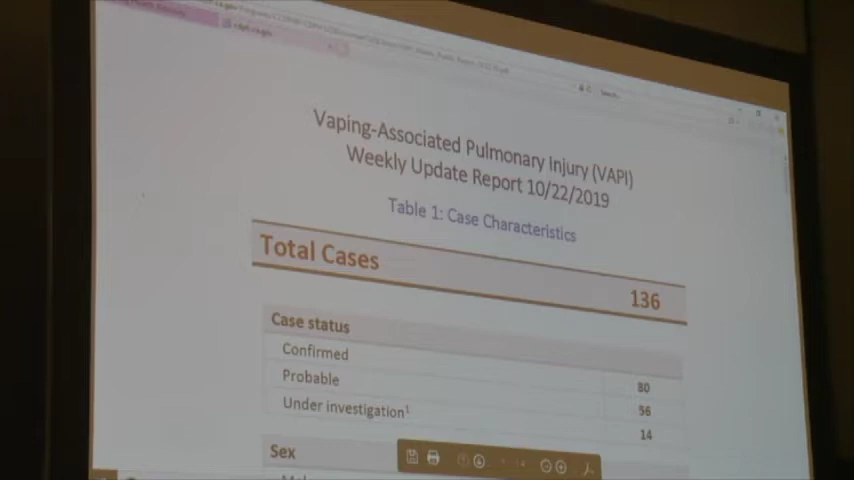 Vaping-Associated Pulmonary Injury (VAPI)
Weekly Update Report 10/22/2019
Table 1: Case Characteristics
Total Cases 136
Case status
Confirmed 80
Probable 56
Under investigation¹ 14
Sex